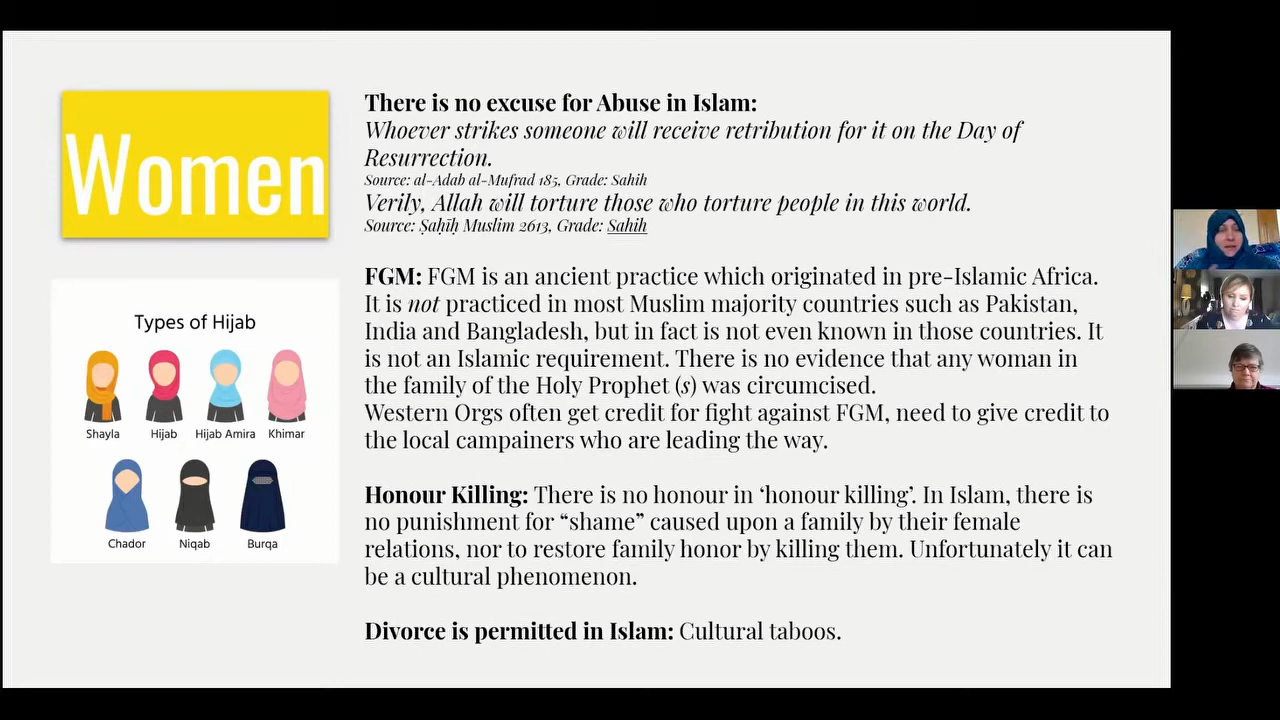 Women
Types of Hijab
Shayla
Hijab
Hijab Amira
Khimar
Chador
Niqab
Burqa
There is no excuse for Abuse in Islam:
Whoever strikes someone will receive retribution for it on the Day of
Resurrection.
Source: al-Adab al-Mufrad 185, Grade: Sahih
Verily, Allah will torture those who torture people in this world.
Source: Ṣaḥīḥ Muslim 2613, Grade: Sahih
FGM: FGM is an ancient practice which originated in pre-Islamic Africa.
It is not practiced in most Muslim majority countries such as Pakistan,
India and Bangladesh, but in fact is not even known in those countries. It
is not an Islamic requirement. There is no evidence that any woman in
the family of the Holy Prophet (s) was circumcised.
Western Orgs often get credit for fight against FGM, need to give credit to
the local campainers who are leading the way.
Honour Killing: There is no honour in ‘honour killing’. In Islam, there is
no punishment for “shame” caused upon a family by their female
relations, nor to restore family honor by killing them. Unfortunately it can
be a cultural phenomenon.
Divorce is permitted in Islam: Cultural taboos.